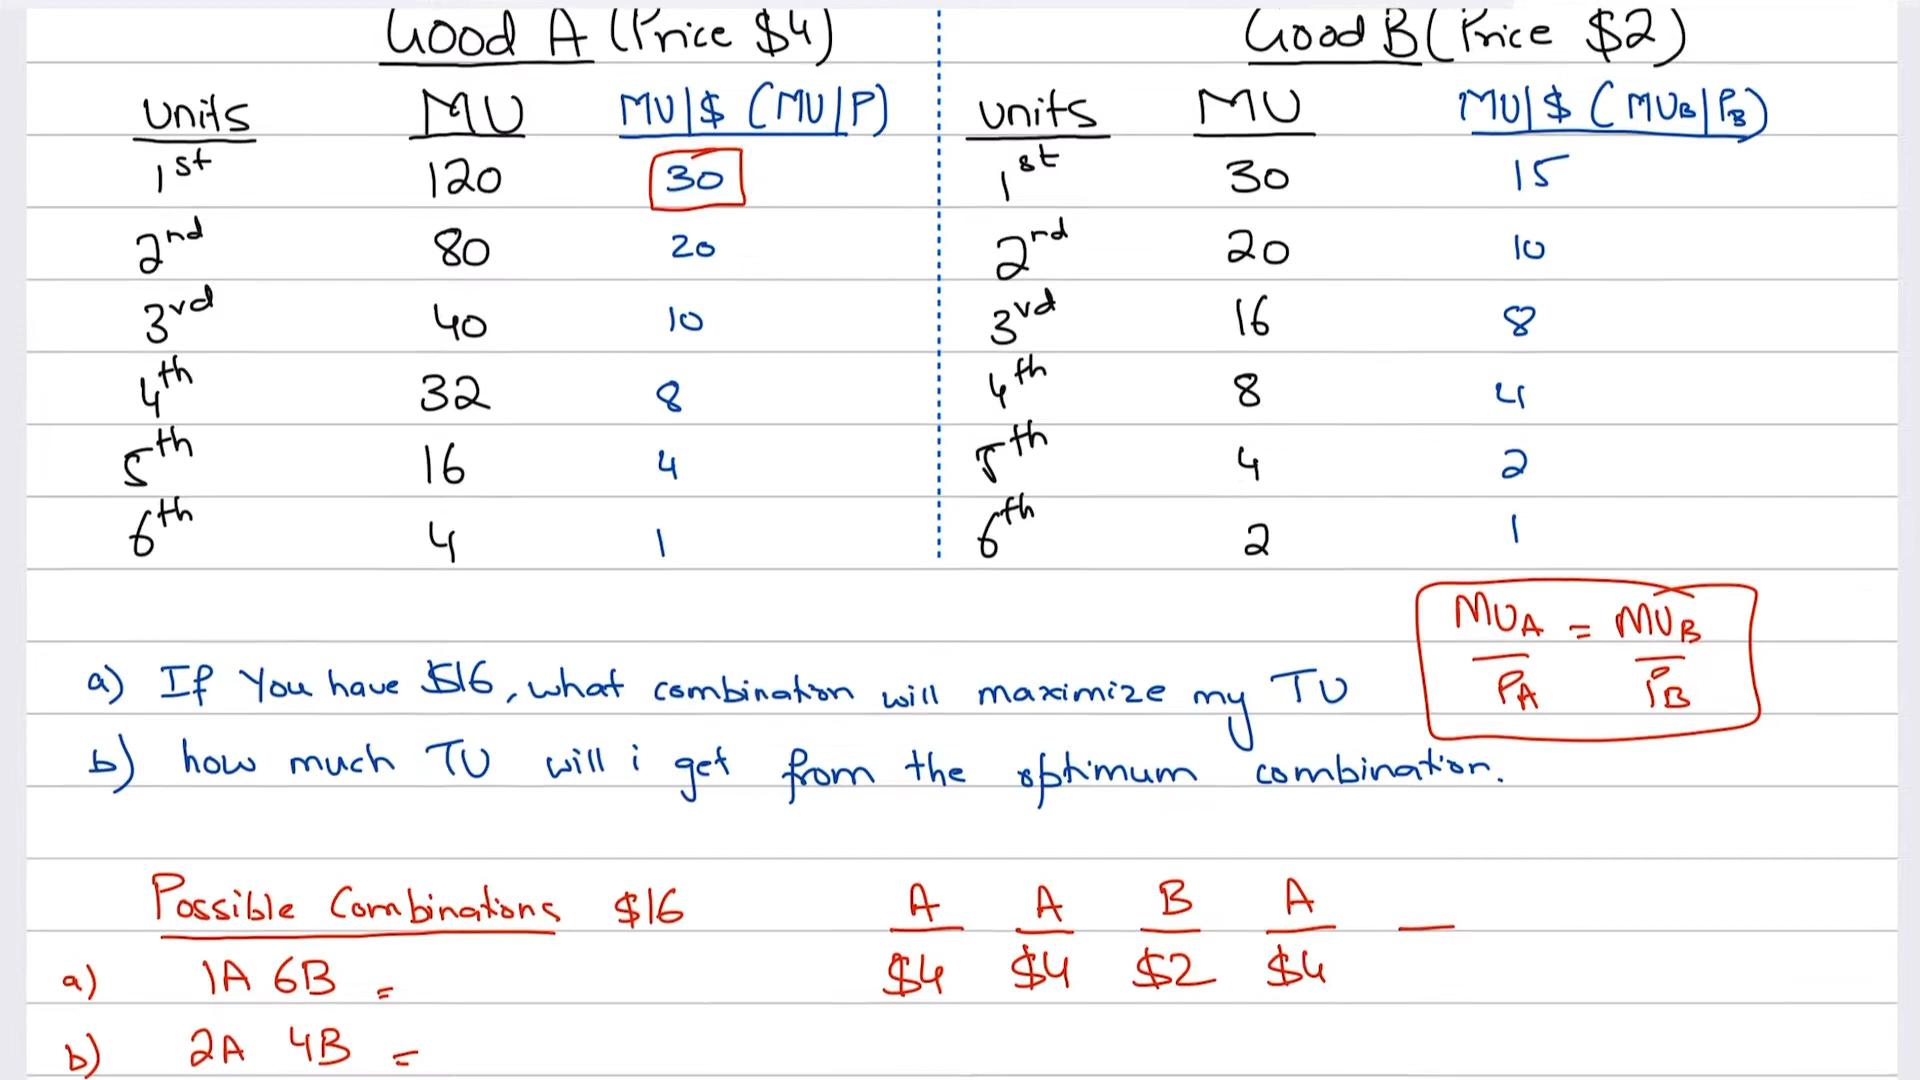 Good A (Price $4) Good B (Price $2)
units MU MU|$ (MU|P) units MU MU|$ (MUB|PB)
1st 120 30 1st 30 15
2nd 80 20 2nd 20 10
3rd 40 10 3rd 16 8
4th 32 8 4th 8 4
5th 16 4 5th 4 2
6th 4 1 6th 2 1
MUA = MUB
PA PB
a) If You have $16, what combination will maximize my TU
b) how much TU will i get from the optimum combination.
Possible Combinations $16 A A B A
a) 1A 6B = $4 $4 $2 $4
b) 2A 4B =